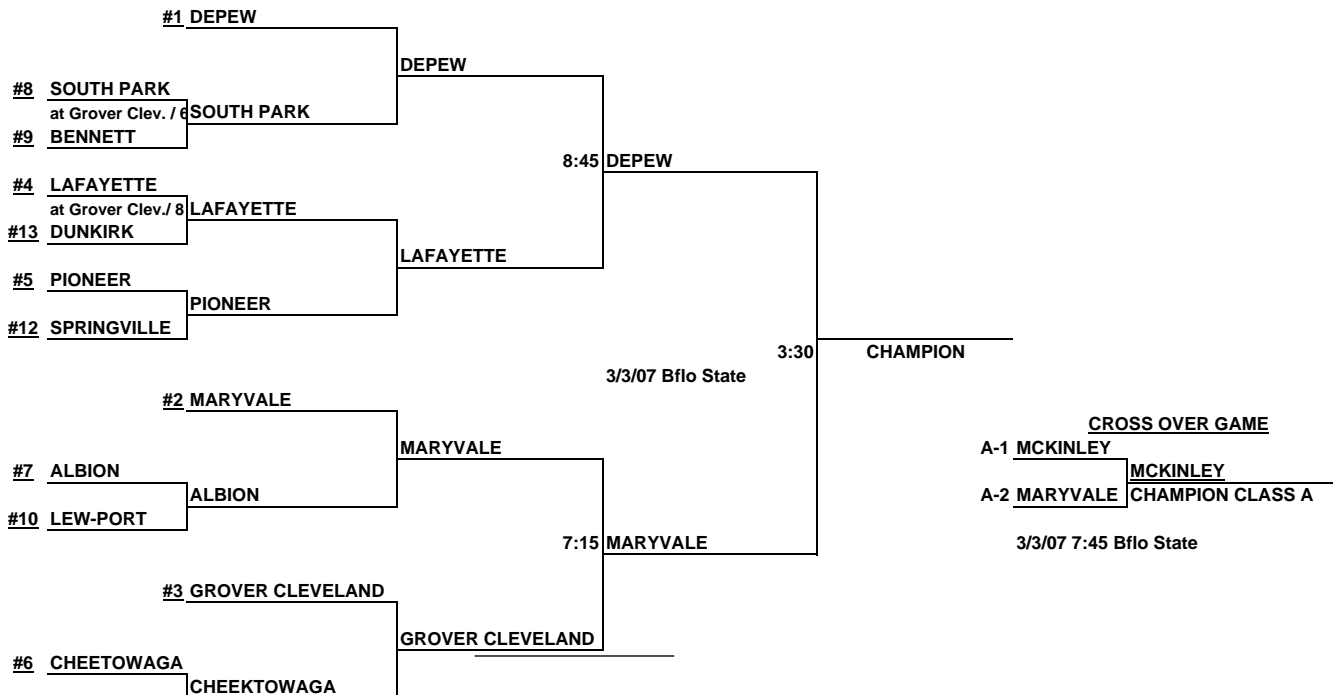 #1 DEPEW
DEPEW
#8 SOUTH PARK
at Grover Clev. / 6 SOUTH PARK
#9 BENNETT
8:45 DEPEW
#4 LAFAYETTE
at Grover Clev./ 8 LAFAYETTE
#13 DUNKIRK
LAFAYETTE
#5 PIONEER
PIONEER
#12 SPRINGVILLE
3:30 CHAMPION
3/3/07 Bflo State
#2 MARYVALE
CROSS OVER GAME
MARYVALE
A-1 MCKINLEY
#7 ALBION
MCKINLEY
ALBION
A-2 MARYVALE CHAMPION CLASS A
#10 LEW-PORT
7:15 MARYVALE
3/3/07 7:45 Bflo State
#3 GROVER CLEVELAND
GROVER CLEVELAND
#6 CHEETOWAGA
CHEEKTOWAGA